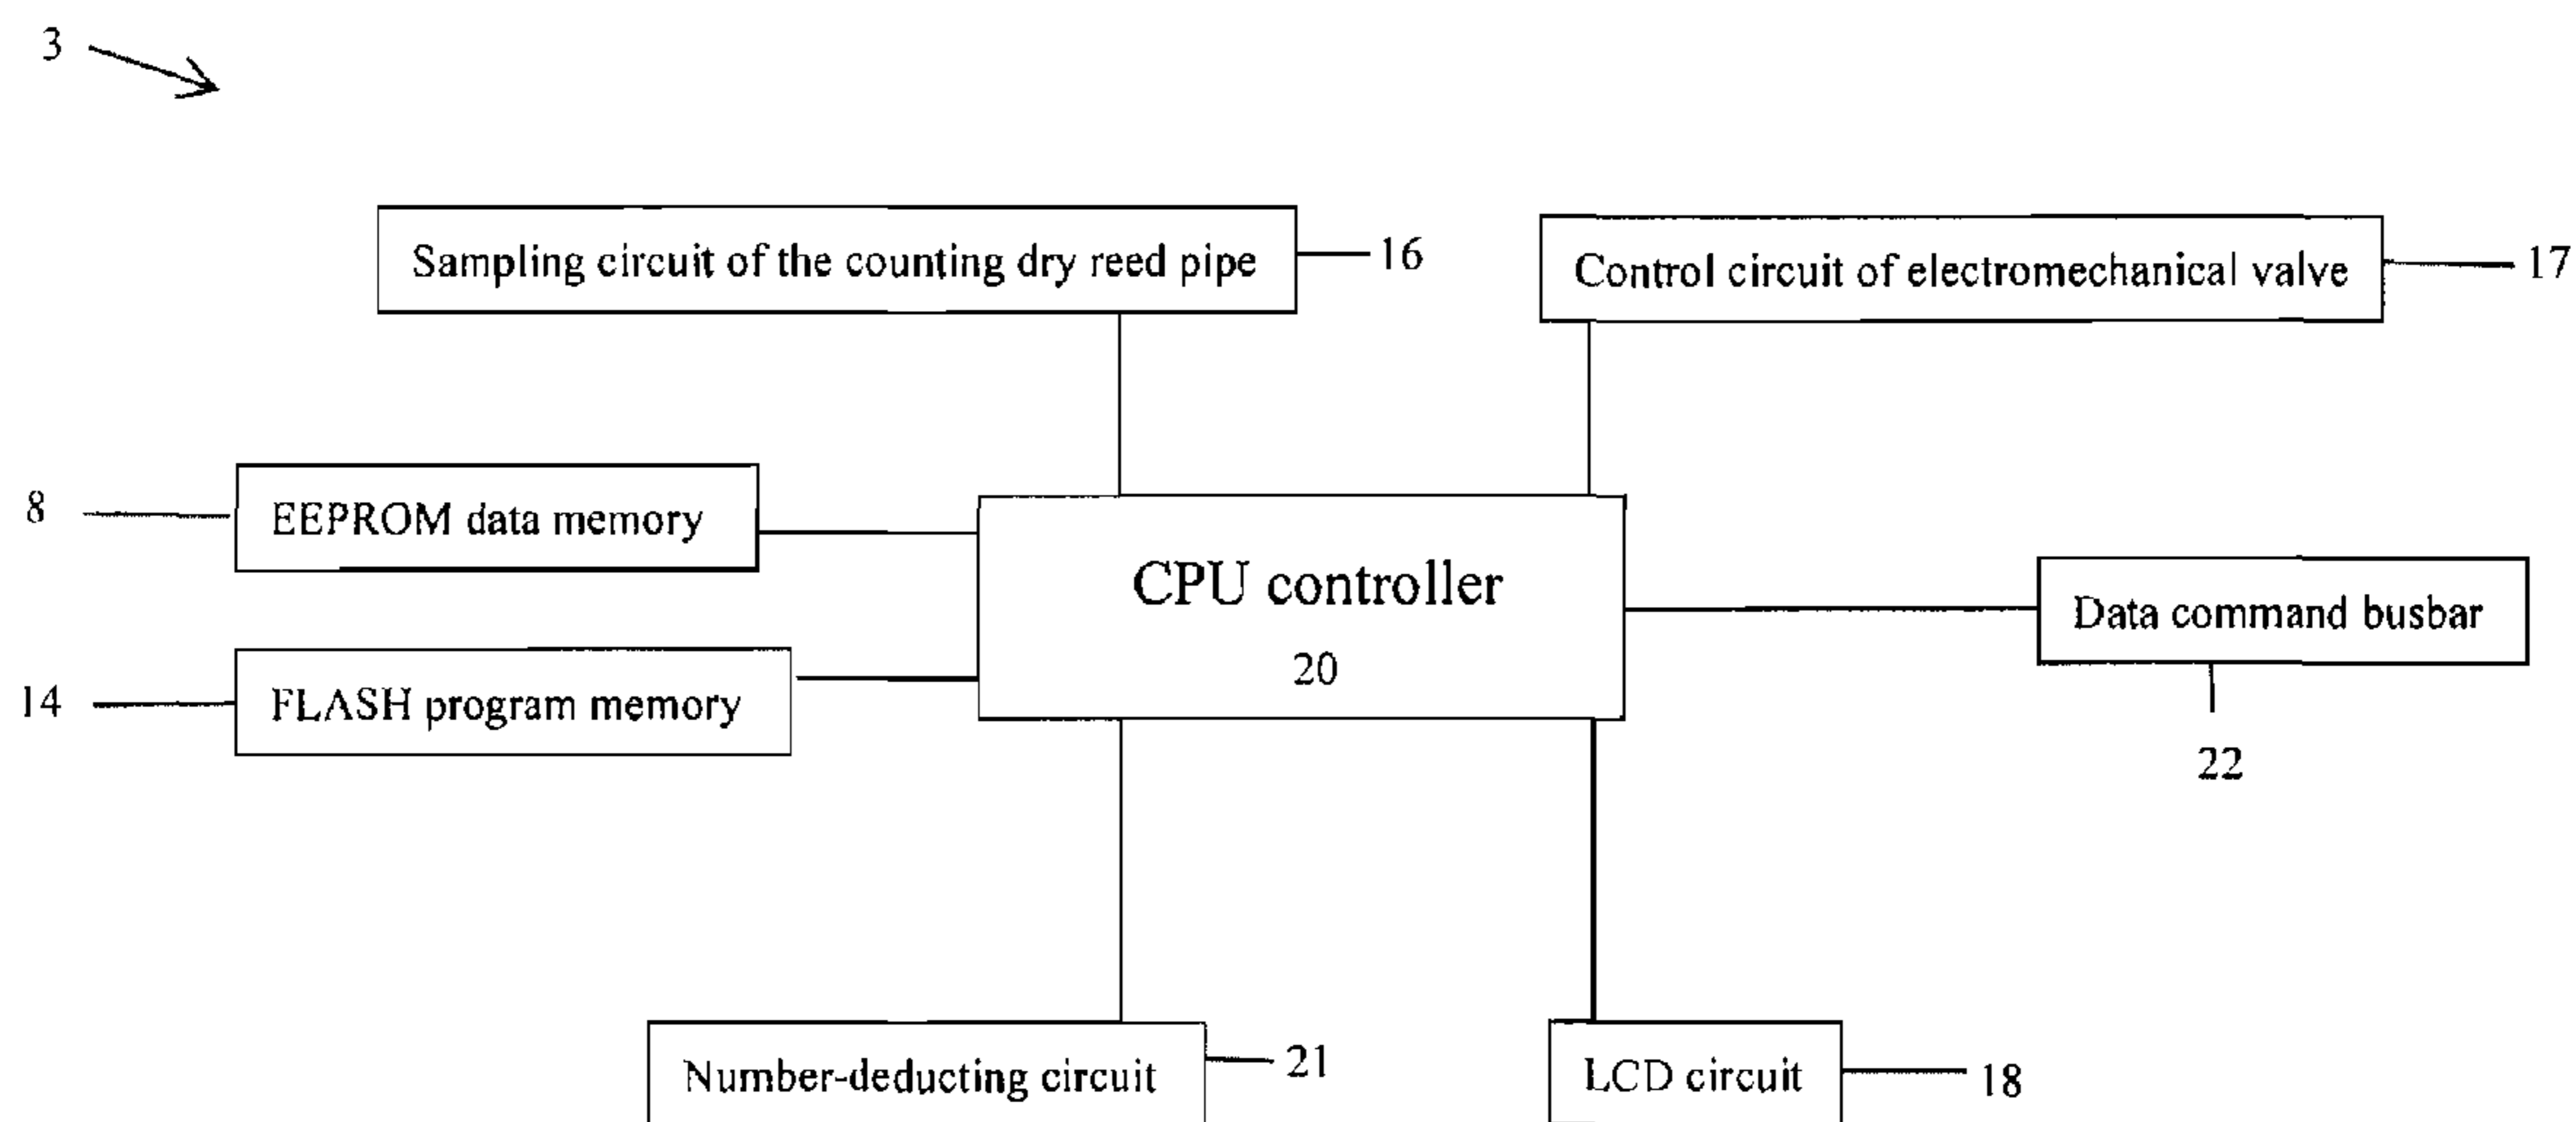 3
Sampling circuit of the counting dry reed pipe
16
Control circuit of electromechanical valve
17
8
EEPROM data memory
CPU controller
20
Data command busbar
22
14
FLASH program memory
Number-deducting circuit
21
LCD circuit
18